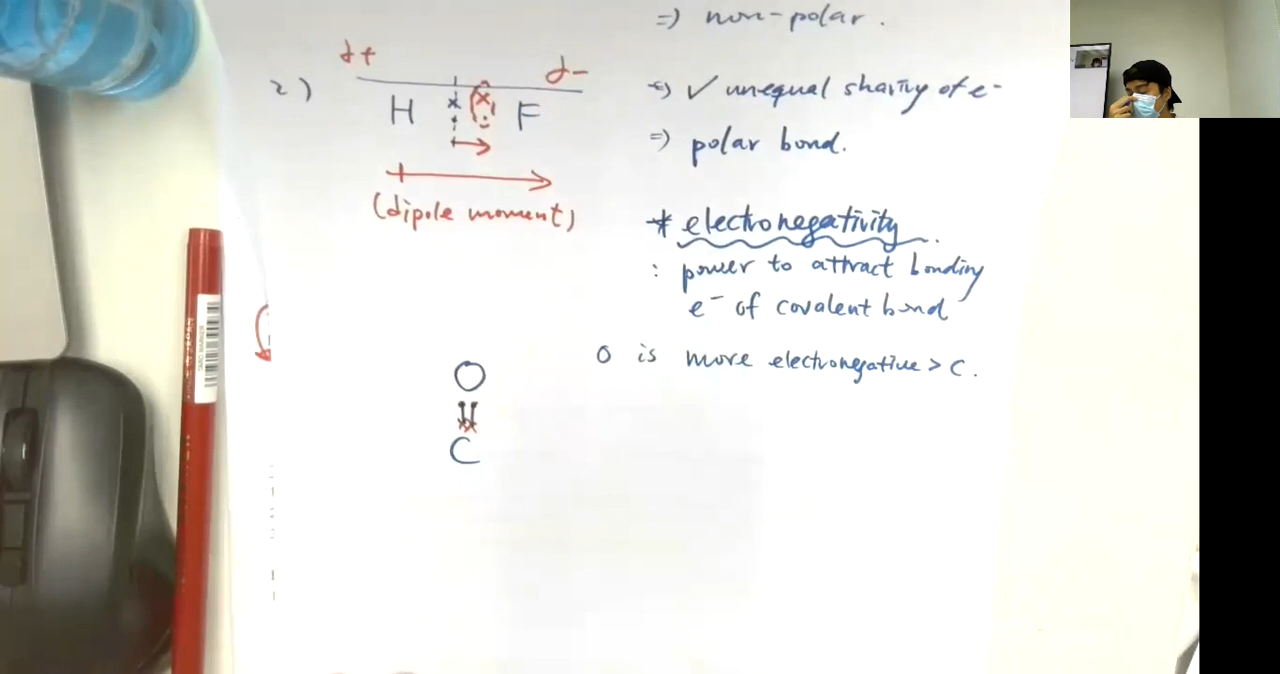 =) non-polar.
δ+
δ-
2)
H x x F
=) ✓ unequal sharing of e-
=) polar bond.
(dipole moment)
* electronegativity.
: power to attract bonding
e- of covalent bond
O is more electronegative > C.
O
C